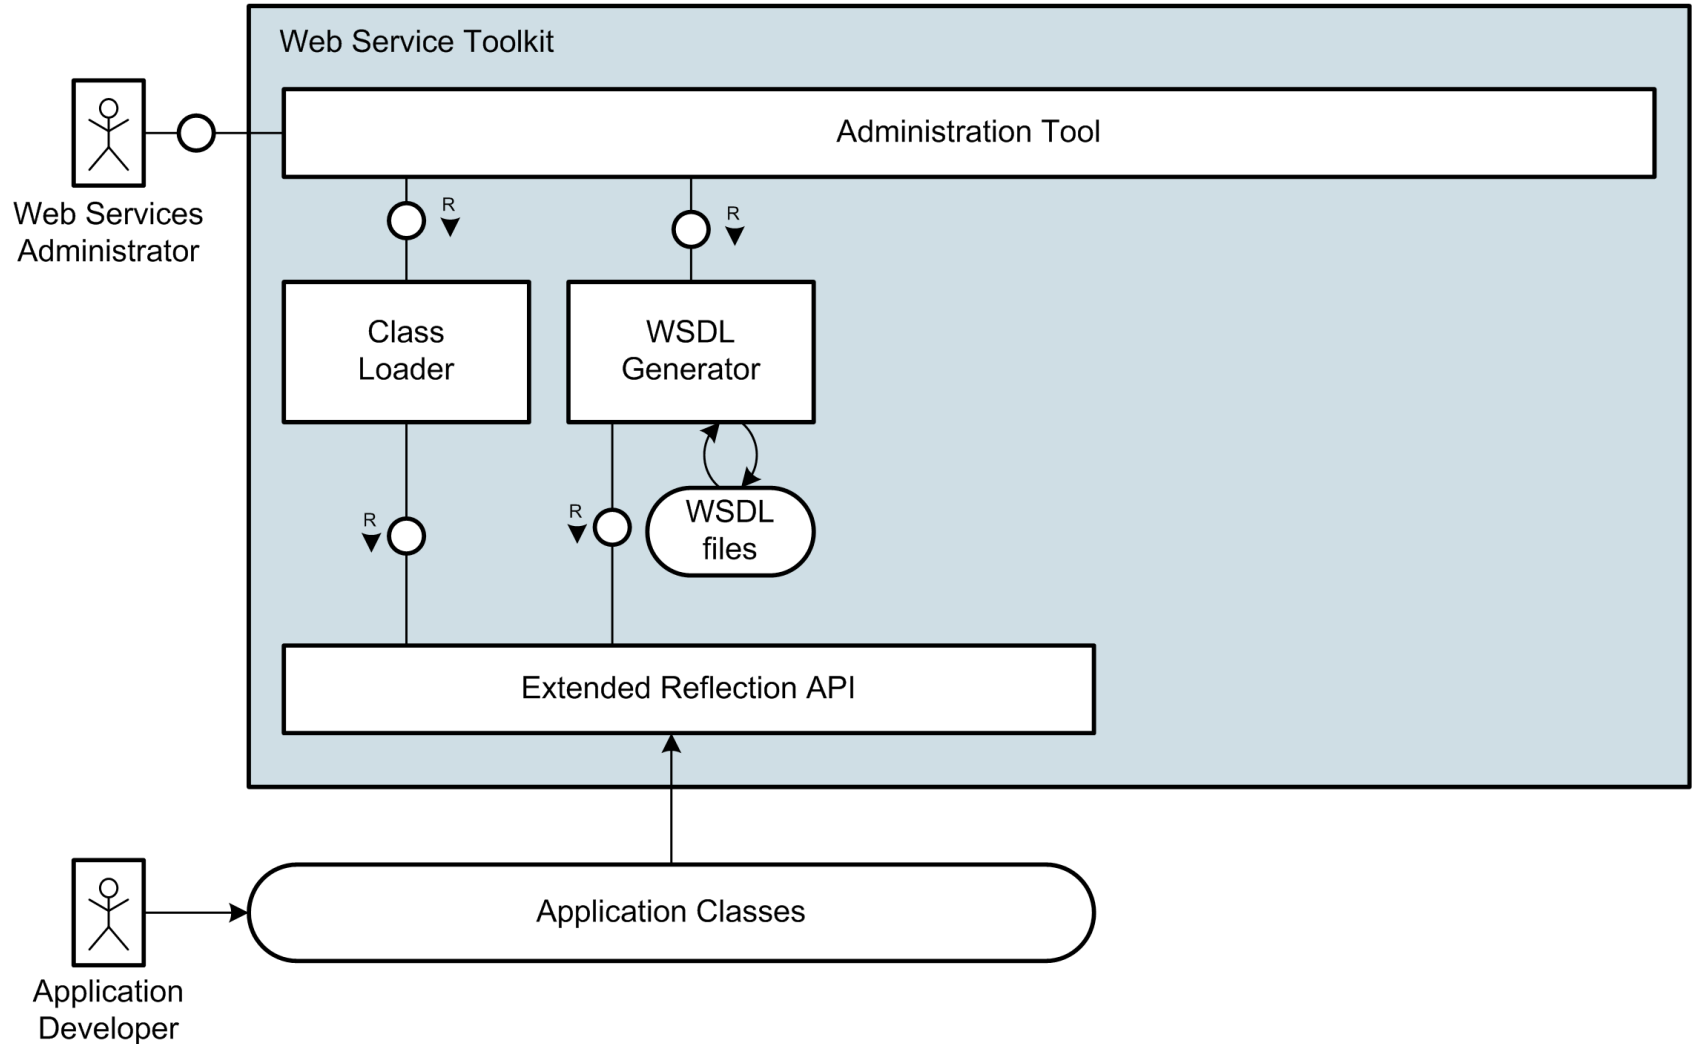 Web Service Toolkit
Administration Tool
Web Services
Administrator
R
R
Class
Loader
WSDL
Generator
R
R
WSDL
files
Extended Reflection API
Application Classes
Application
Developer